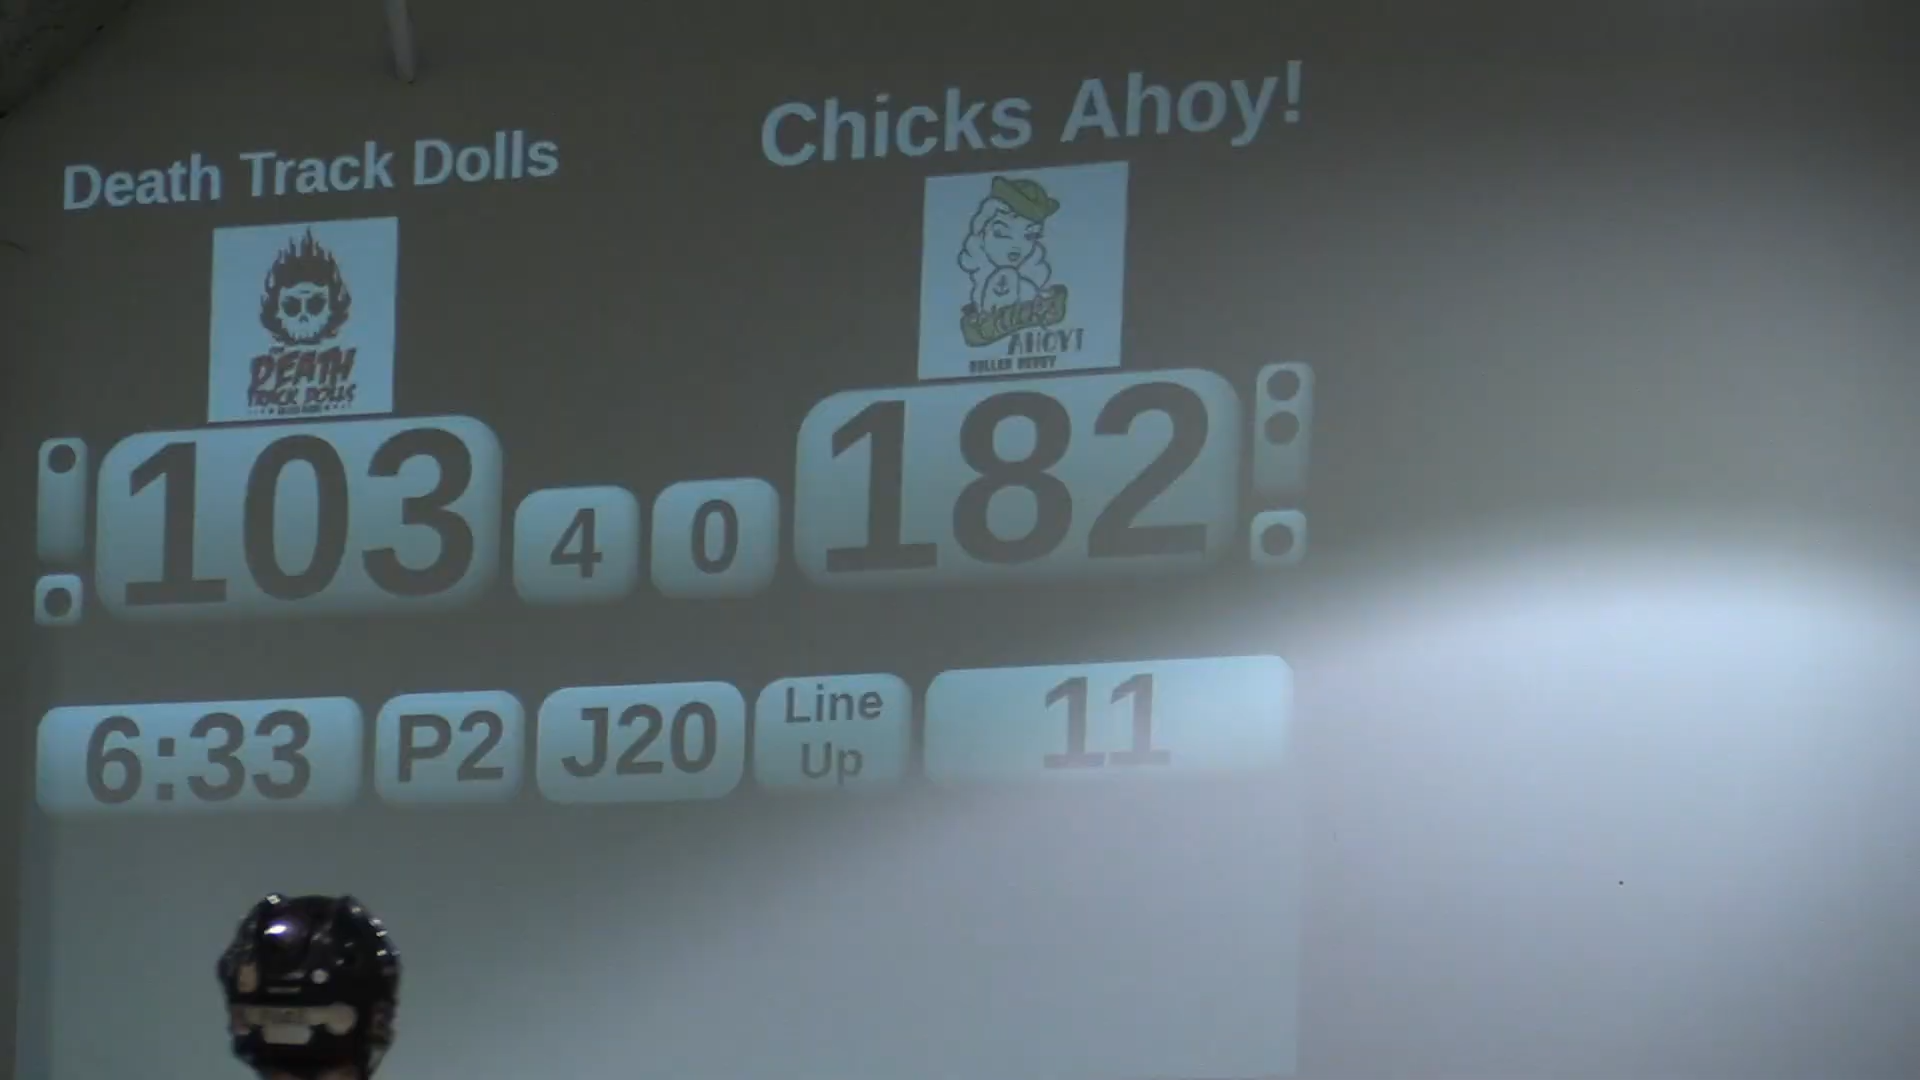 Death Track Dolls
Chicks Ahoy!
DEATH
TRACK DOLLS
CHICKS
AHOY!
ROLLER DERBY
103
4
0
182
6:33
P2
J20
Line
Up
11